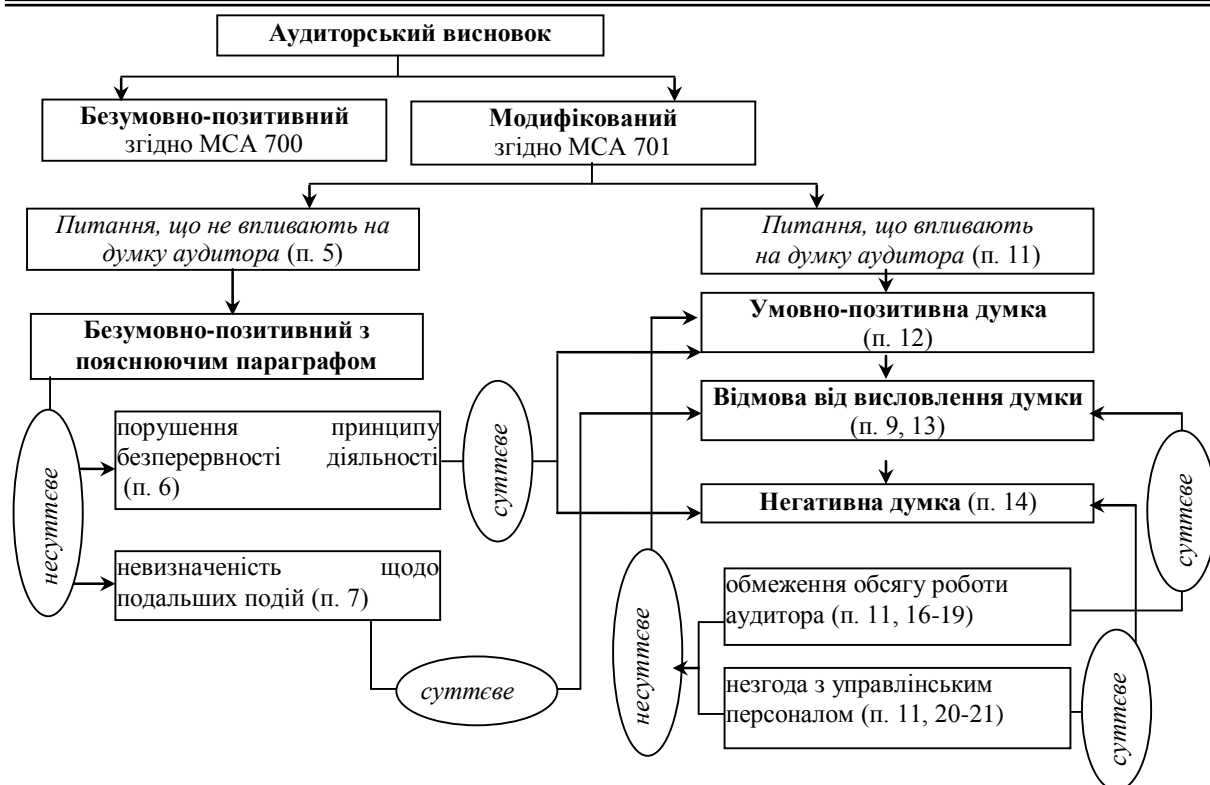 Аудиторський висновок
Безумовно-позитивний
згідно МСА 700
Модифікований
згідно МСА 701
Питання, що не впливають на
думку аудитора (п. 5)
Питання, що впливають
на думку аудитора (п. 11)
Безумовно-позитивний з
пояснюючим параграфом
Умовно-позитивна думка
(п. 12)
Відмова від висловлення думки
(п. 9, 13)
Негативна думка (п. 14)
несуттєве
порушення принципу
безперервності діяльності
(п. 6)
суттєве
невизначеність щодо
подальших подій (п. 7)
суттєве
несуттєве
обмеження обсягу роботи
аудитора (п. 11, 16-19)
суттєве
незгода з управлінським
персоналом (п. 11, 20-21)
суттєве